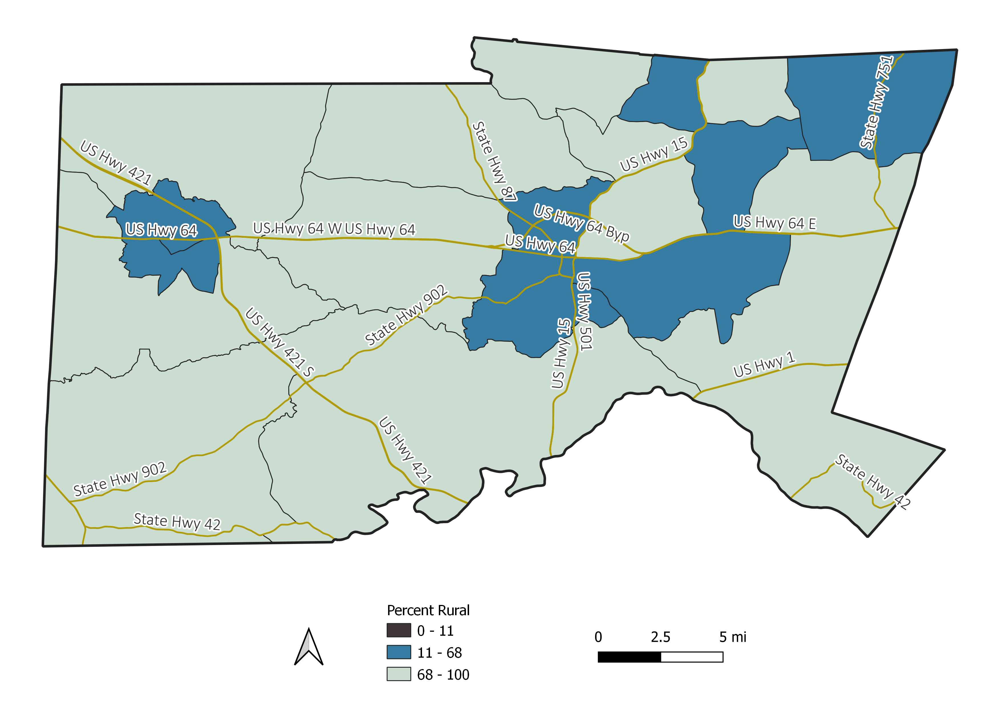 State Hwy 751
State Hwy 87
US Hwy 421
US Hwy 15
US Hwy 64 Byp
US Hwy 64 E
US Hwy 64
US Hwy 64 W
US Hwy 64
US Hwy 64
State Hwy 902
US Hwy 501
US Hwy 421 S
US Hwy 15
US Hwy 1
US Hwy 421
State Hwy 902
State Hwy 42
State Hwy 42
Percent Rural
0 - 11
11 - 68
68 - 100
0 2.5 5 mi